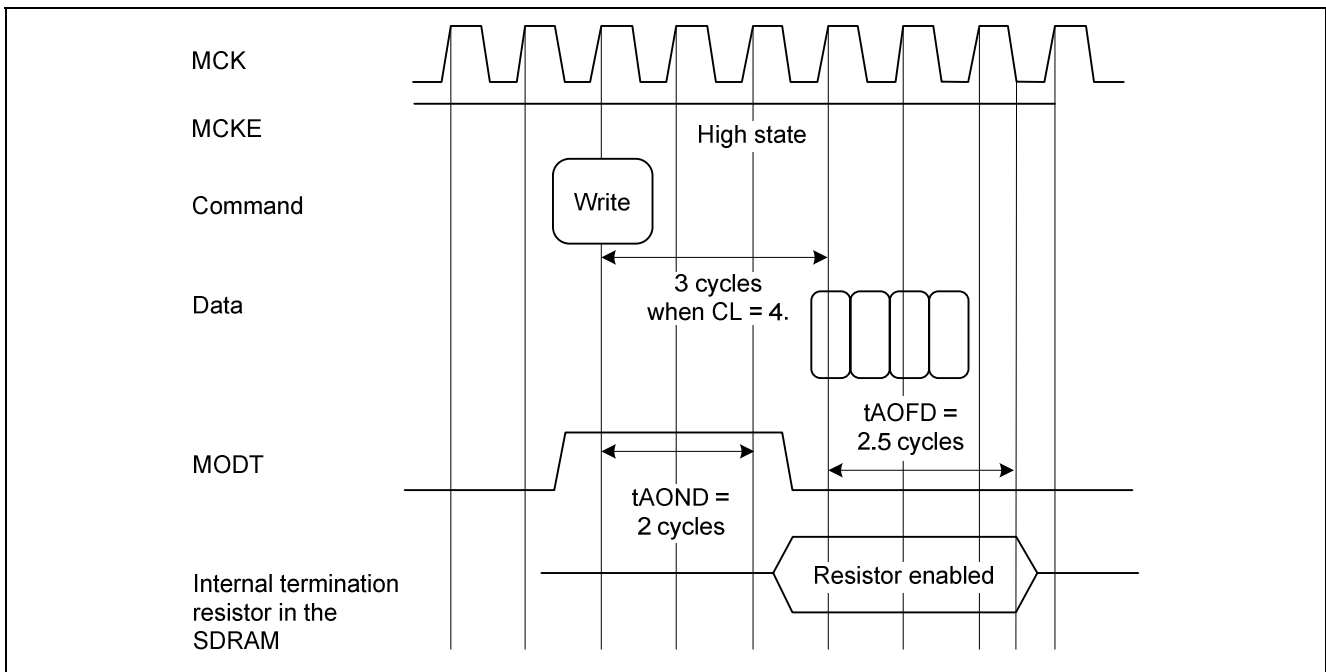 MCK
MCKE
High state
Command
Write
3 cycles
when CL = 4.
Data
tAOFD =
2.5 cycles
MODT
tAOND =
2 cycles
Internal termination
resistor in the
SDRAM
Resistor enabled